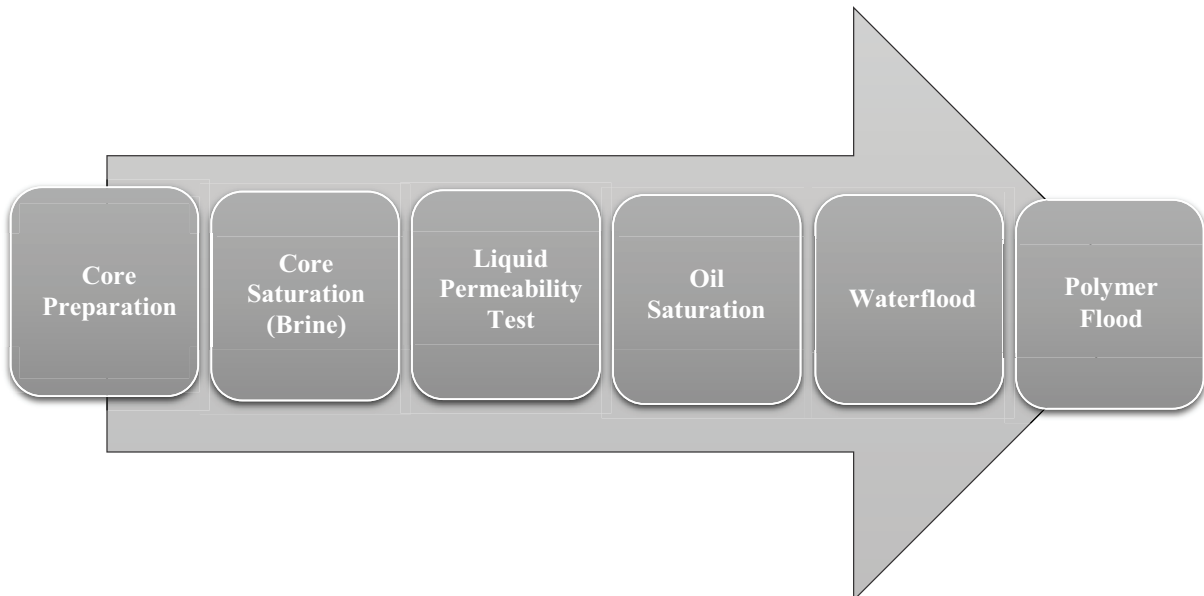 Core
Preparation
Core
Saturation
(Brine)
Liquid
Permeability
Test
Oil
Saturation
Waterflood
Polymer
Flood